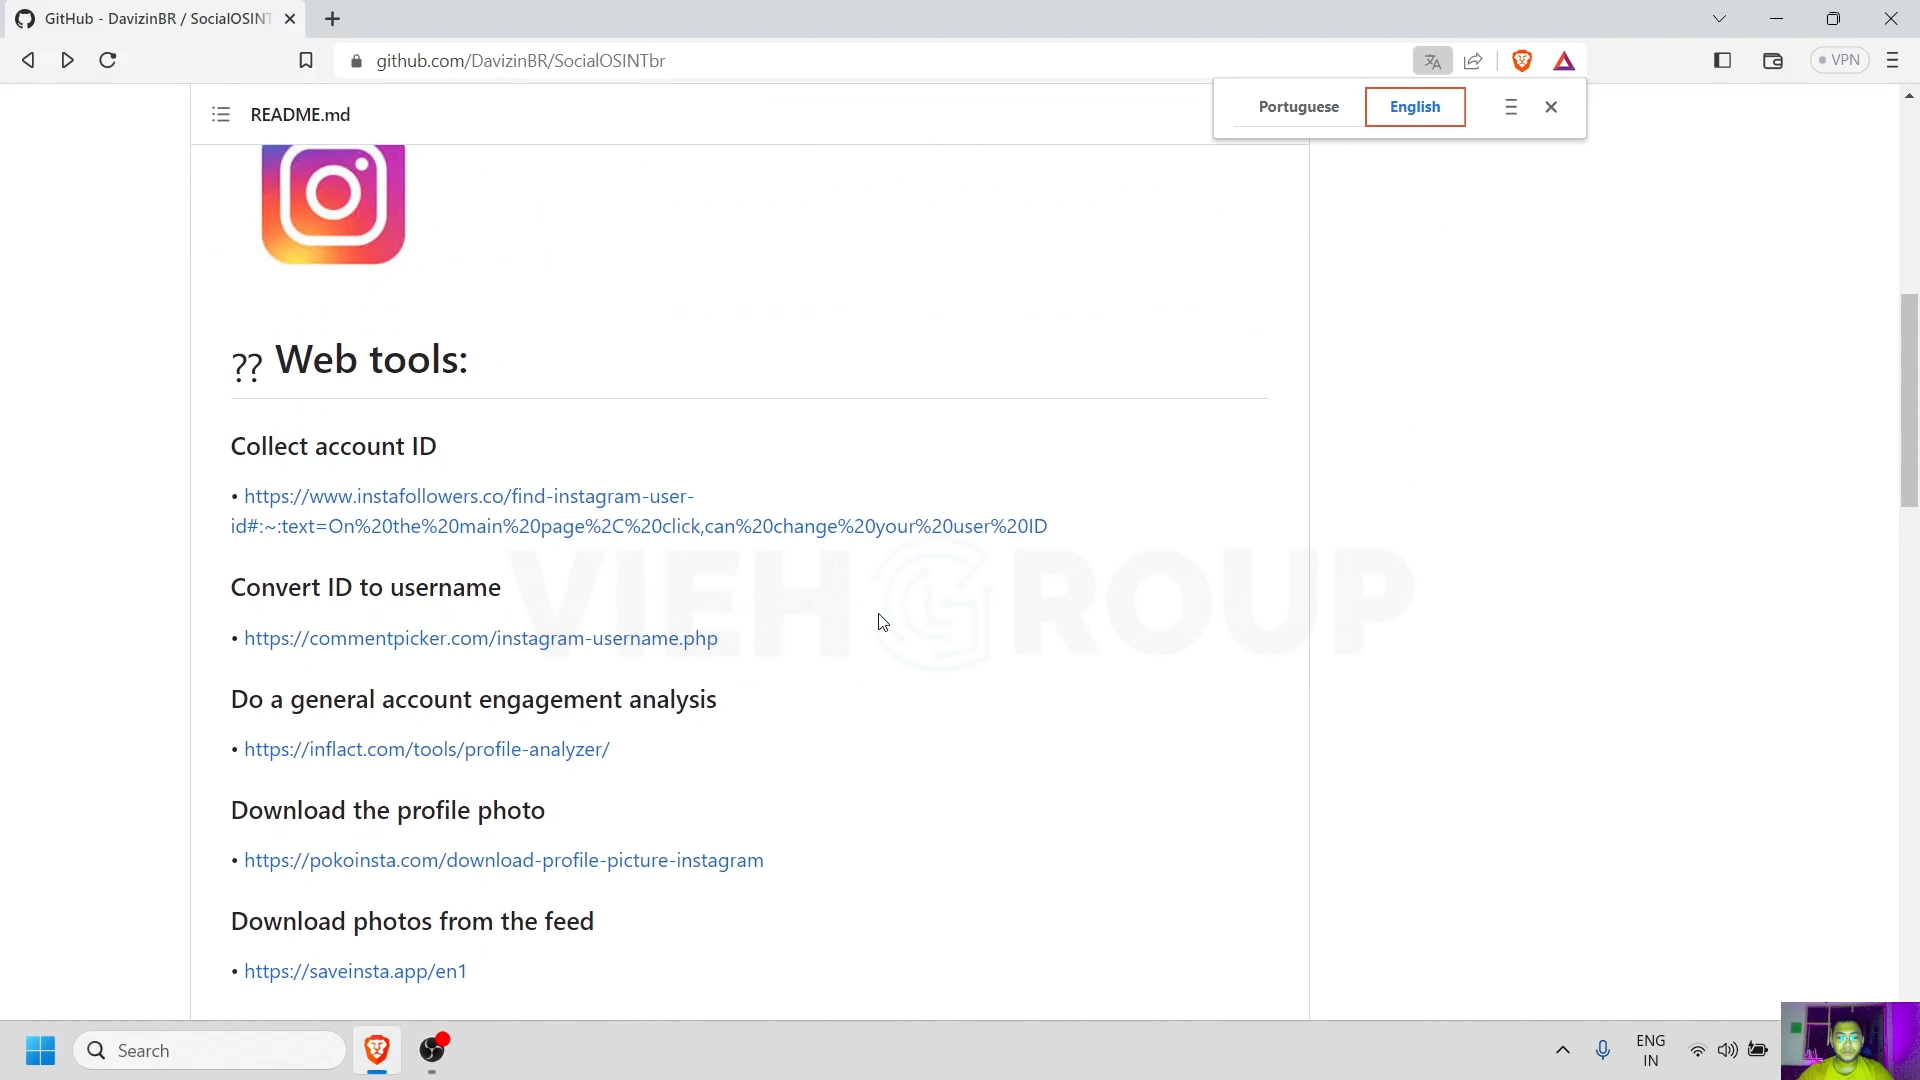 GitHub - DavizinBR / SocialOSINT
github.com/DavizinBR/SocialOSINTbr
VPN
Portuguese
English
README.md
?? Web tools:
Collect account ID
• https://www.instafollowers.co/find-instagram-user-
id#:~:text=On%20the%20main%20page%2C%20click,can%20change%20your%20user%20ID
VIEHGROUP
Convert ID to username
• https://commentpicker.com/instagram-username.php
Do a general account engagement analysis
• https://inflact.com/tools/profile-analyzer/
Download the profile photo
• https://pokoinsta.com/download-profile-picture-instagram
Download photos from the feed
• https://saveinsta.app/en1
Search
ENG
IN